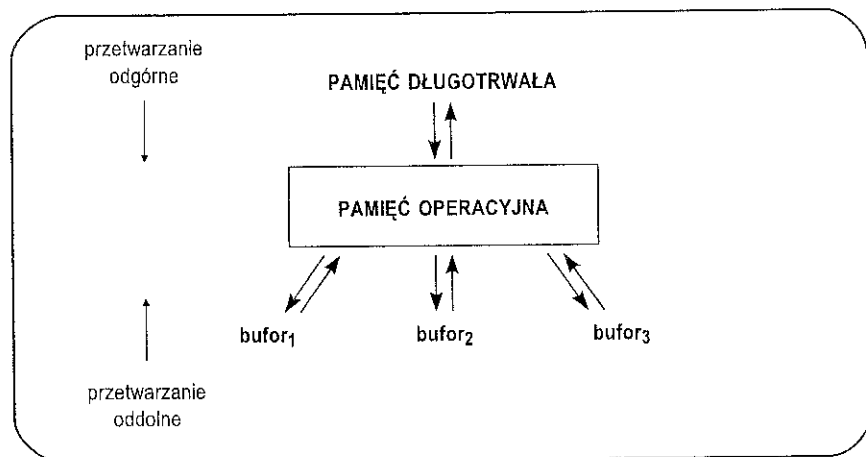 przetwarzanie
odgórne
PAMIĘĆ DŁUGOTRWAŁA
PAMIĘĆ OPERACYJNA
bufor1
bufor2
bufor3
przetwarzanie
oddolne